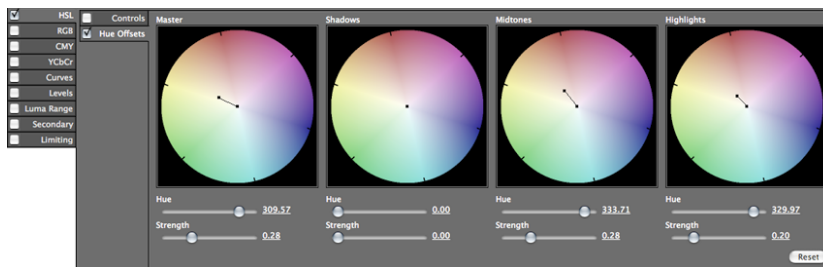 HSL
RGB
CMY
YCbCr
Curves
Levels
Luma Range
Secondary
Limiting
Controls
Hue Offsets
Master
Hue
309.57
Strength
0.28
Shadows
Hue
0.00
Strength
0.00
Midtones
Hue
333.71
Strength
0.28
Highlights
Hue
329.97
Strength
0.20
Reset